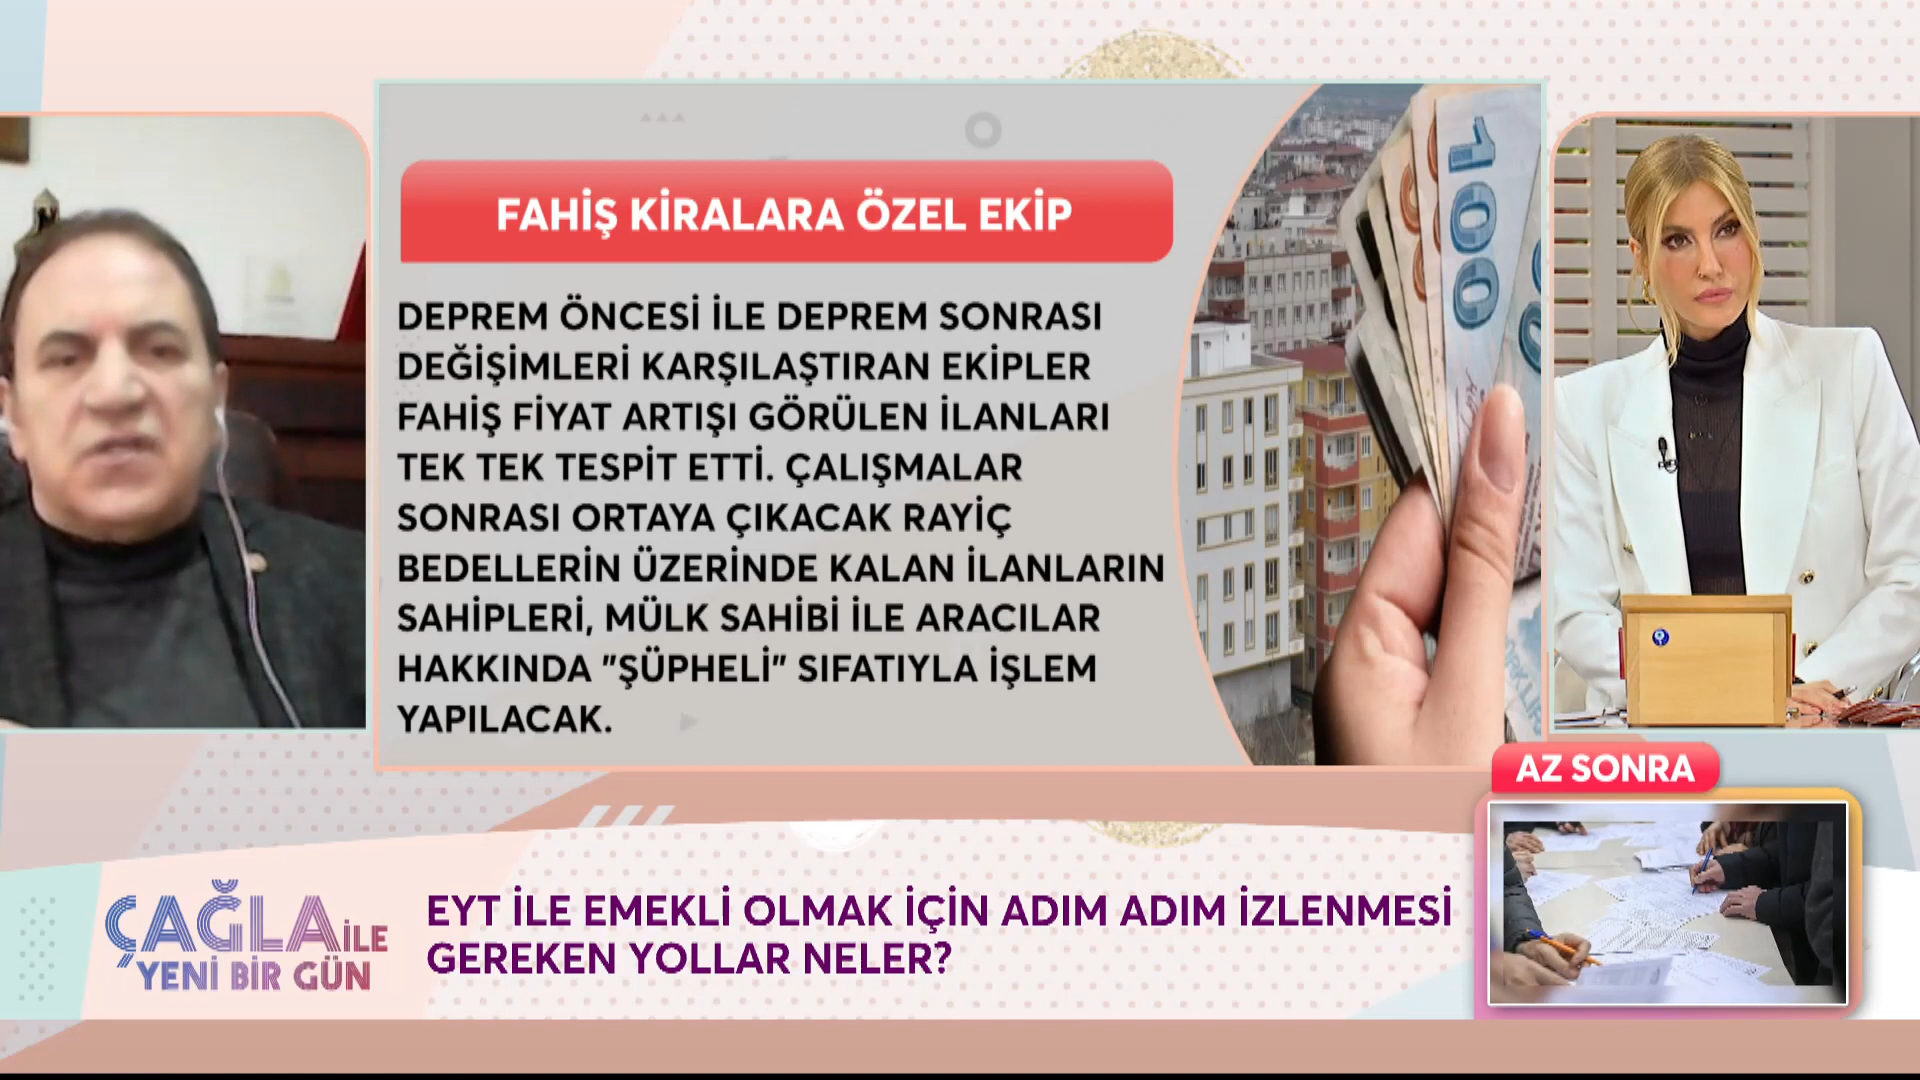 FAHİŞ KİRALARA ÖZEL EKİP
DEPREM ÖNCESİ İLE DEPREM SONRASI
DEĞİŞİMLERİ KARŞILAŞTIRAN EKİPLER
FAHİŞ FİYAT ARTIŞI GÖRÜLEN İLANLARI
TEK TEK TESPİT ETTİ. ÇALIŞMALAR
SONRASI ORTAYA ÇIKACAK RAYİÇ
BEDELLERİN ÜZERİNDE KALAN İLANLARIN
SAHİPLERİ, MÜLK SAHİBİ İLE ARACILAR
HAKKINDA "ŞÜPHELİ" SIFATIYLA İŞLEM
YAPILACAK.
100
AZ SONRA
ÇAĞLA İLE
YENİ BİR GÜN
EYT İLE EMEKLİ OLMAK İÇİN ADIM ADIM İZLENMESİ
GEREKEN YOLLAR NELER?